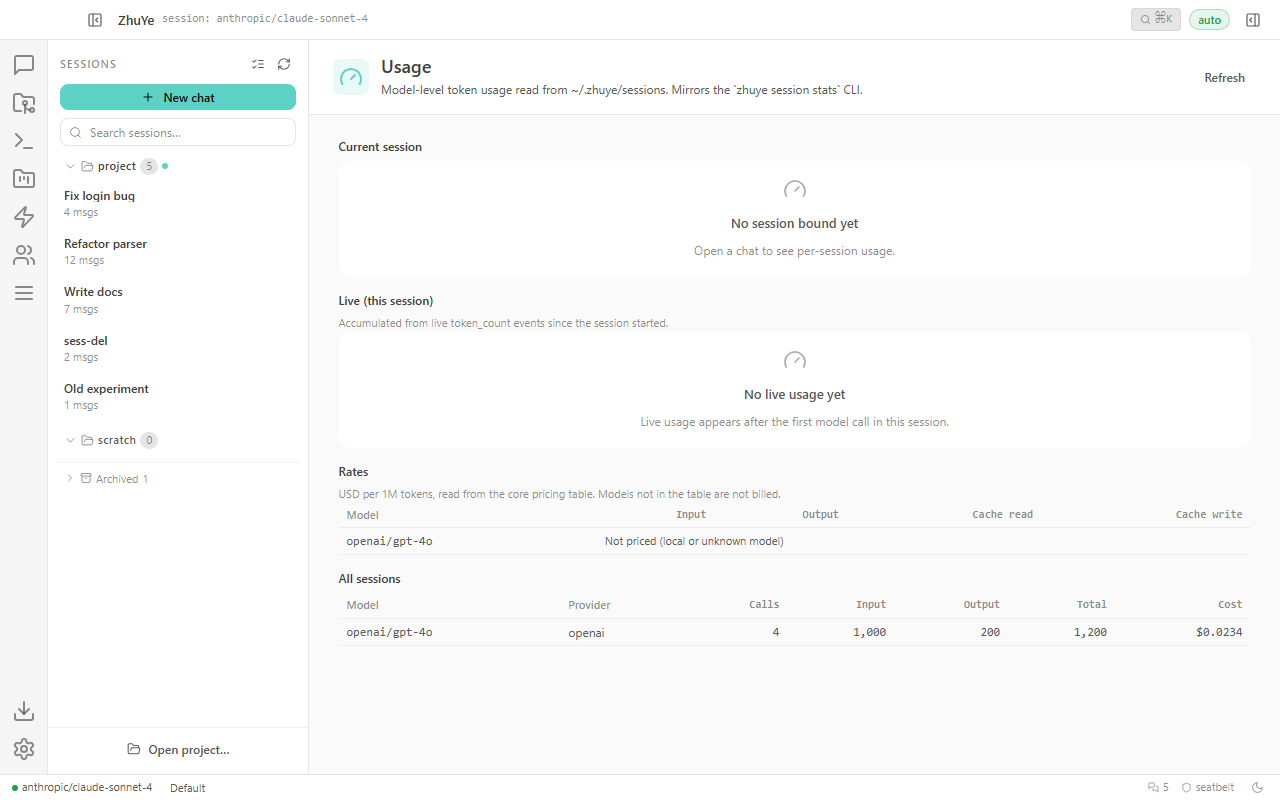 ZhuYe session: anthropic/claude-sonnet-4
⌘K
auto
SESSIONS
New chat
Search sessions...
project 5
Fix login bug
4 msgs
Refactor parser
12 msgs
Write docs
7 msgs
sess-del
2 msgs
Old experiment
1 msgs
scratch 0
Archived 1
Open project...
Usage
Model-level token usage read from ~/.zhuye/sessions. Mirrors the `zhuye session stats` CLI.
Refresh
Current session
No session bound yet
Open a chat to see per-session usage.
Live (this session)
Accumulated from live token_count events since the session started.
No live usage yet
Live usage appears after the first model call in this session.
Rates
USD per 1M tokens, read from the core pricing table. Models not in the table are not billed.
Model Input Output Cache read Cache write
openai/gpt-4o Not priced (local or unknown model)
All sessions
Model Provider Calls Input Output Total Cost
openai/gpt-4o openai 4 1,000 200 1,200 $0.0234
anthropic/claude-sonnet-4 Default
5 seatbelt